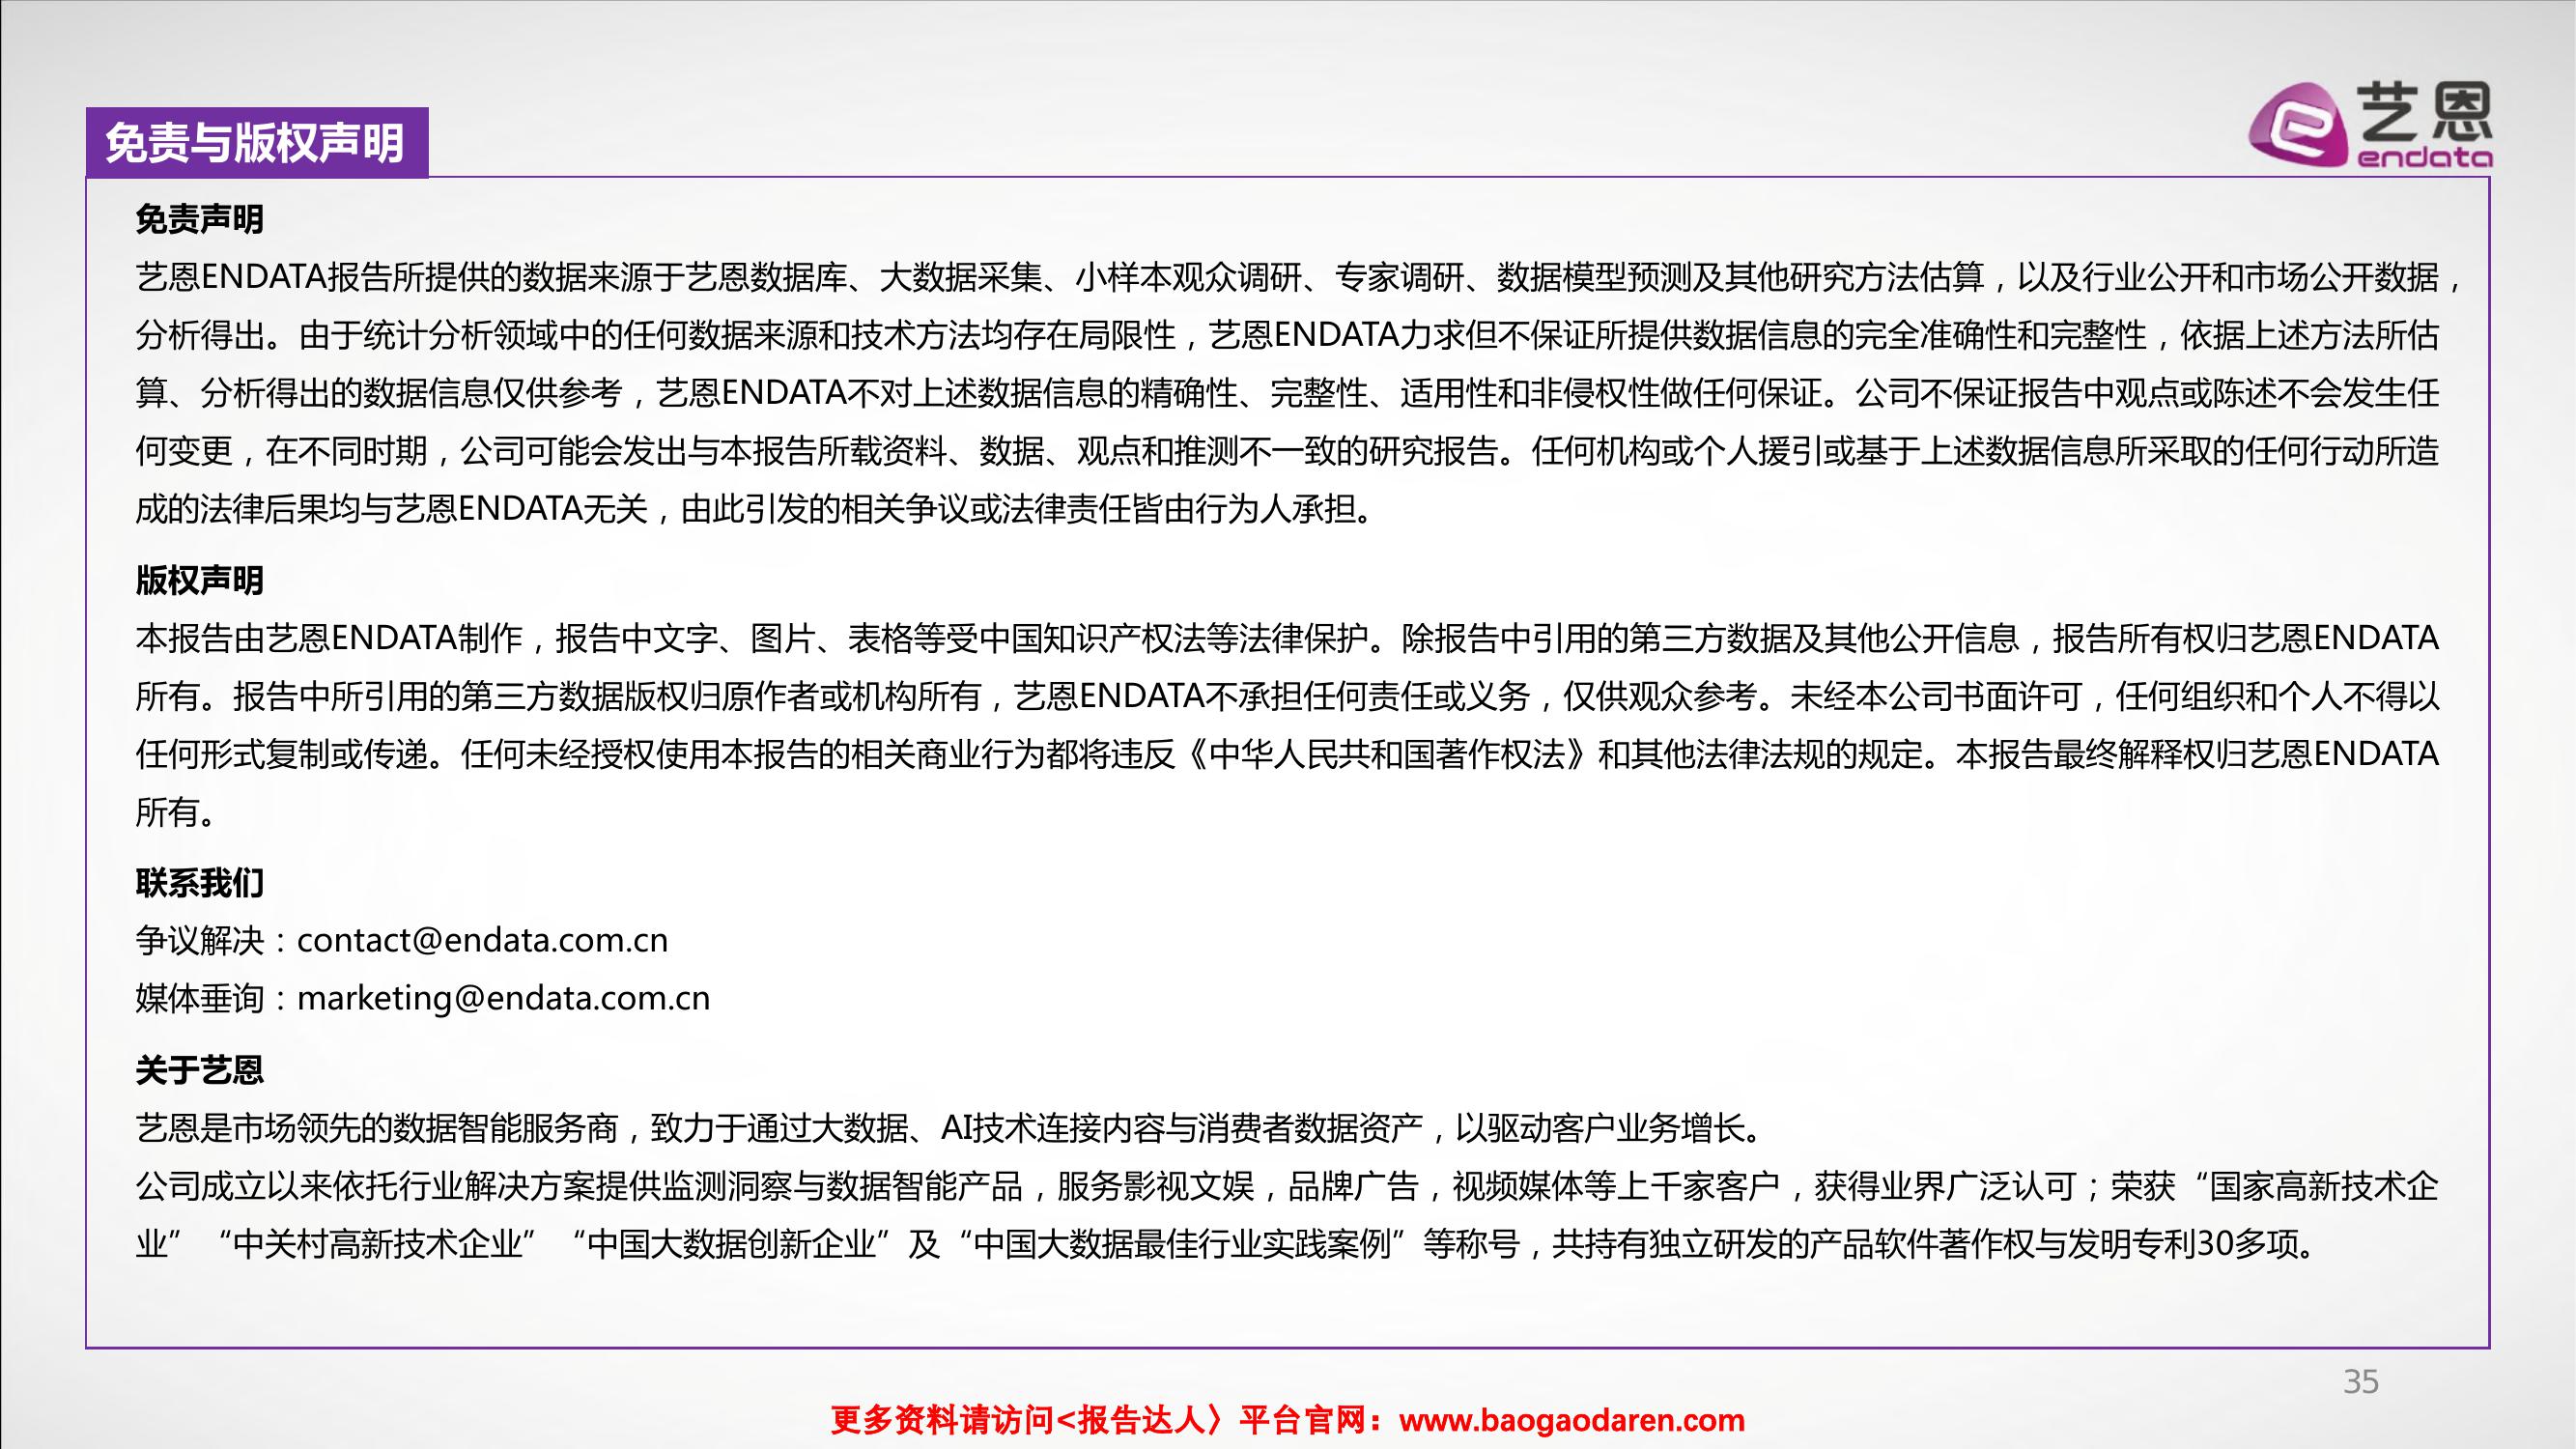 免责与版权声明
艺恩
endata
免责声明
艺恩ENDATA报告所提供的数据来源于艺恩数据库、大数据采集、小样本观众调研、专家调研、数据模型预测及其他研究方法估算，以及行业公开和市场公开数据，
分析得出。由于统计分析领域中的任何数据来源和技术方法均存在局限性，艺恩ENDATA力求但不保证所提供数据信息的完全准确性和完整性，依据上述方法所估
算、分析得出的数据信息仅供参考，艺恩ENDATA不对上述数据信息的精确性、完整性、适用性和非侵权性做任何保证。公司不保证报告中观点或陈述不会发生任
何变更，在不同时期，公司可能会发出与本报告所载资料、数据、观点和推测不一致的研究报告。任何机构或个人援引或基于上述数据信息所采取的任何行动所造
成的法律后果均与艺恩ENDATA无关，由此引发的相关争议或法律责任皆由行为人承担。
版权声明
本报告由艺恩ENDATA制作，报告中文字、图片、表格等受中国知识产权法等法律保护。除报告中引用的第三方数据及其他公开信息，报告所有权归艺恩ENDATA
所有。报告中所引用的第三方数据版权归原作者或机构所有，艺恩ENDATA不承担任何责任或义务，仅供观众参考。未经本公司书面许可，任何组织和个人不得以
任何形式复制或传递。任何未经授权使用本报告的相关商业行为都将违反《中华人民共和国著作权法》和其他法律法规的规定。本报告最终解释权归艺恩ENDATA
所有。
联系我们
争议解决：contact@endata.com.cn
媒体垂询：marketing@endata.com.cn
关于艺恩
艺恩是市场领先的数据智能服务商，致力于通过大数据、AI技术连接内容与消费者数据资产，以驱动客户业务增长。
公司成立以来依托行业解决方案提供监测洞察与数据智能产品，服务影视文娱，品牌广告，视频媒体等上千家客户，获得业界广泛认可；荣获“国家高新技术企
业”“中关村高新技术企业”“中国大数据创新企业”及“中国大数据最佳行业实践案例”等称号，共持有独立研发的产品软件著作权与发明专利30多项。
35
更多资料请访问<报告达人〉平台官网：www.baogaodaren.com